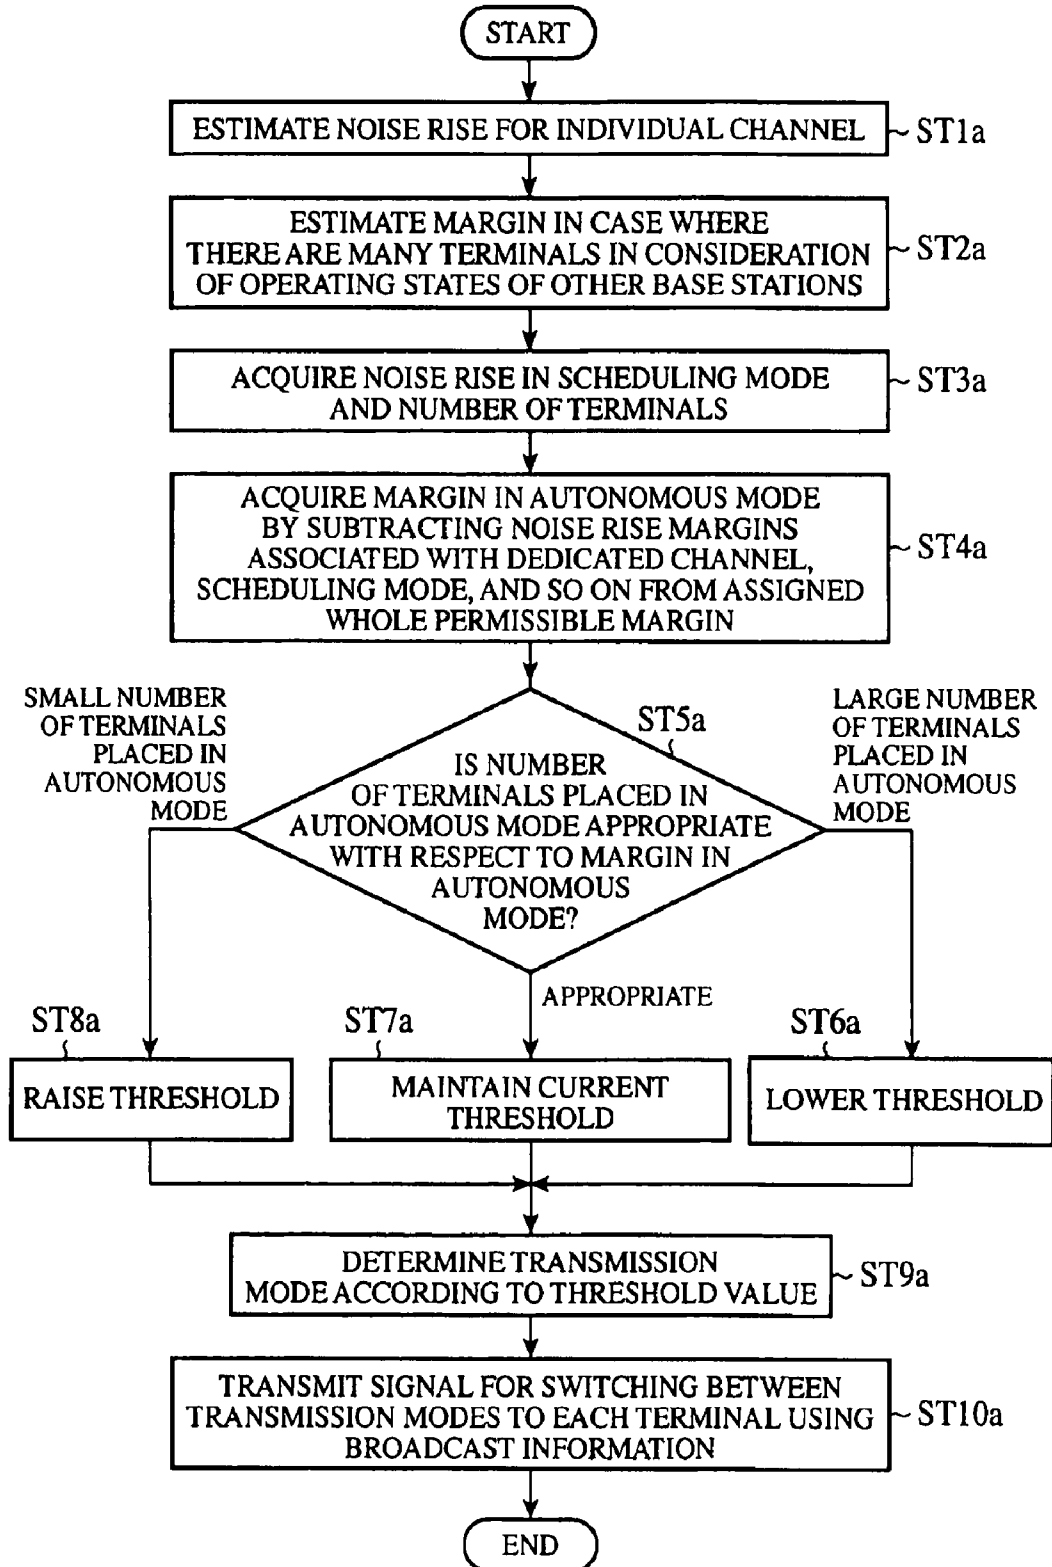 START
ESTIMATE NOISE RISE FOR INDIVIDUAL CHANNEL
ST1a
ESTIMATE MARGIN IN CASE WHERE
THERE ARE MANY TERMINALS IN CONSIDERATION
OF OPERATING STATES OF OTHER BASE STATIONS
ST2a
ACQUIRE NOISE RISE IN SCHEDULING MODE
AND NUMBER OF TERMINALS
ST3a
ACQUIRE MARGIN IN AUTONOMOUS MODE
BY SUBTRACTING NOISE RISE MARGINS
ASSOCIATED WITH DEDICATED CHANNEL,
SCHEDULING MODE, AND SO ON FROM ASSIGNED
WHOLE PERMISSIBLE MARGIN
ST4a
SMALL NUMBER
OF TERMINALS
PLACED IN
AUTONOMOUS
MODE
ST5a
IS NUMBER
OF TERMINALS PLACED IN
AUTONOMOUS MODE APPROPRIATE
WITH RESPECT TO MARGIN IN
AUTONOMOUS
MODE?
LARGE NUMBER
OF TERMINALS
PLACED IN
AUTONOMOUS
MODE
APPROPRIATE
ST8a
RAISE THRESHOLD
ST7a
MAINTAIN CURRENT
THRESHOLD
ST6a
LOWER THRESHOLD
DETERMINE TRANSMISSION
MODE ACCORDING TO THRESHOLD VALUE
ST9a
TRANSMIT SIGNAL FOR SWITCHING BETWEEN
TRANSMISSION MODES TO EACH TERMINAL USING
BROADCAST INFORMATION
ST10a
END